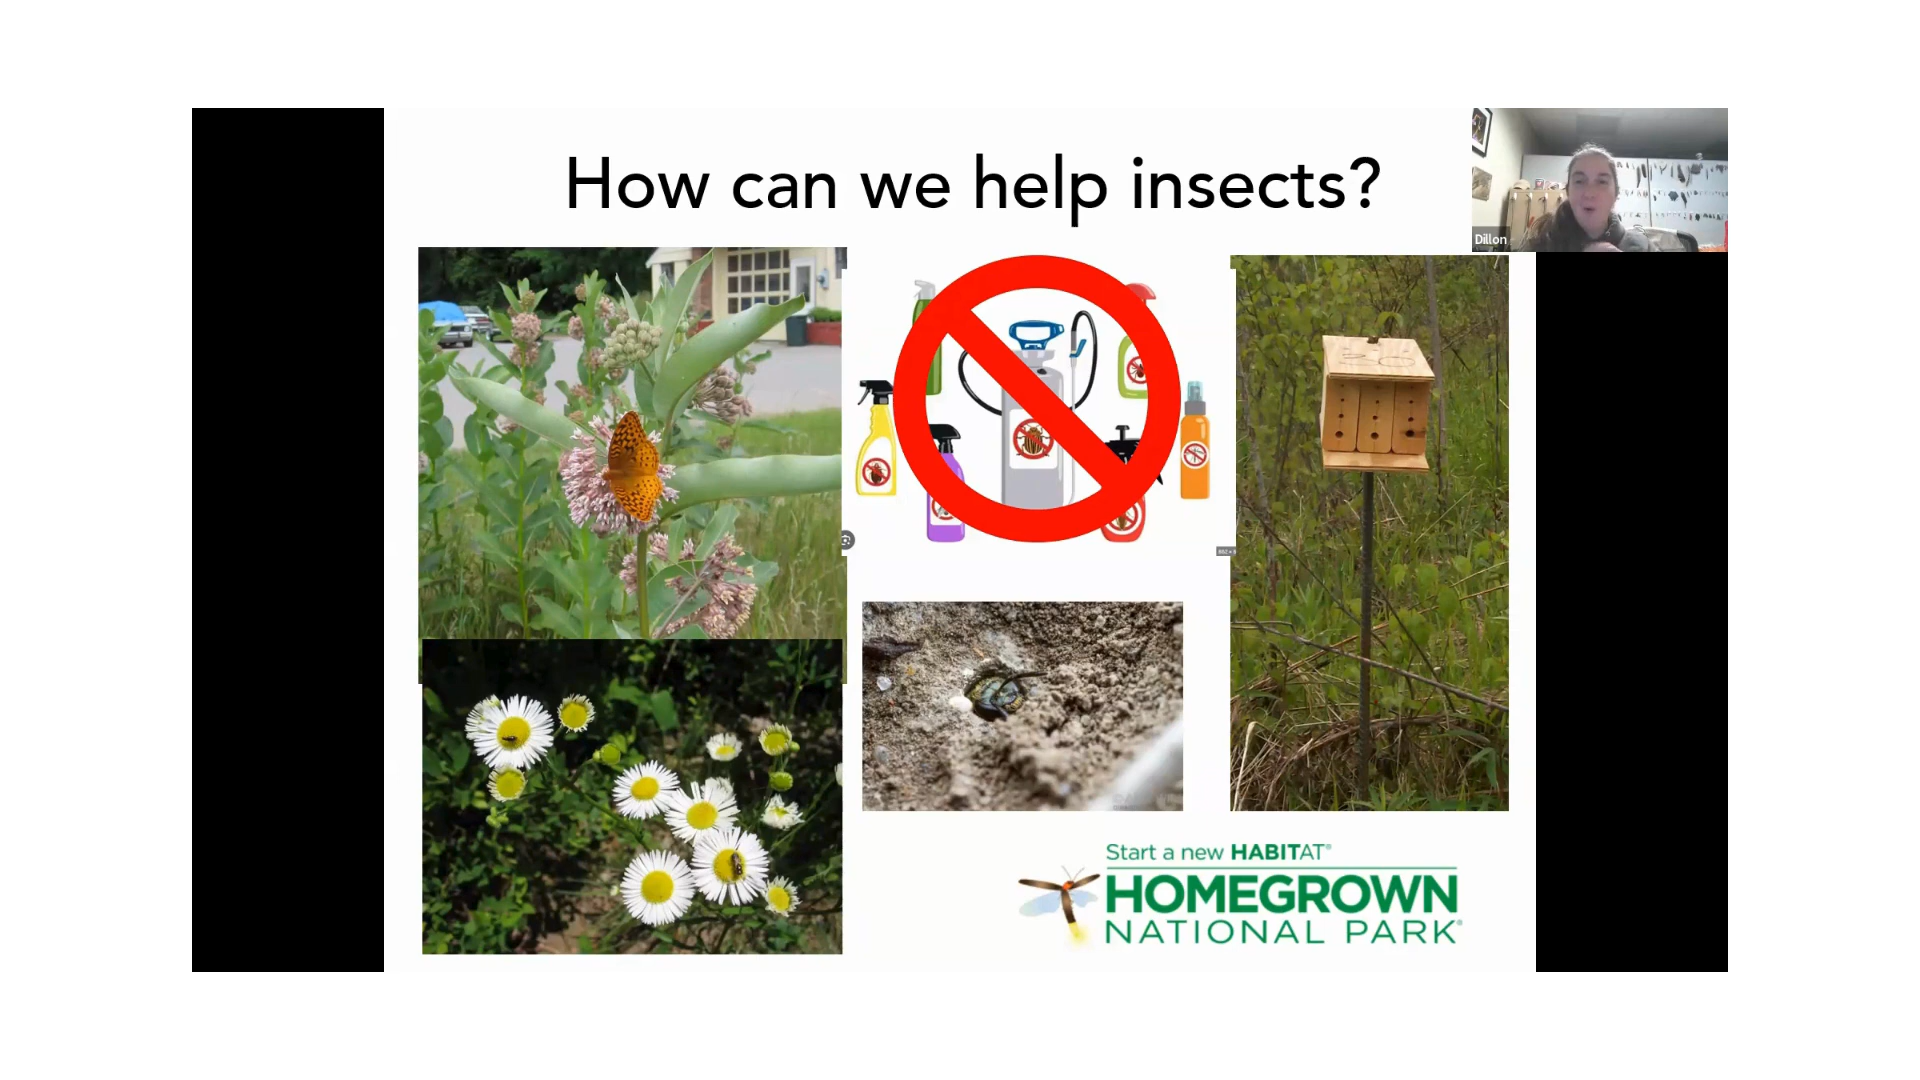 How can we help insects?
Dillon
Start a new HABITAT®
HOMEGROWN
NATIONAL PARK®